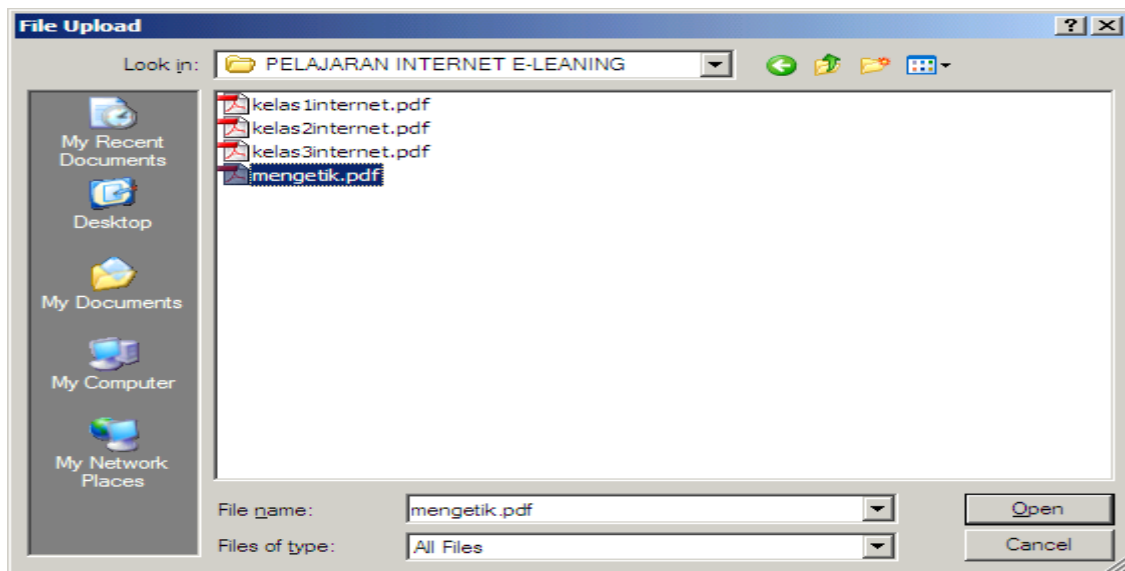 File Upload
Look in: PELAJARAN INTERNET E-LEANING
My Recent
Documents
Desktop
My Documents
My Computer
My Network
Places
kelas1internet.pdf
kelas2internet.pdf
kelas3internet.pdf
mengetik.pdf
File name: mengetik.pdf Open
Files of type: All Files Cancel